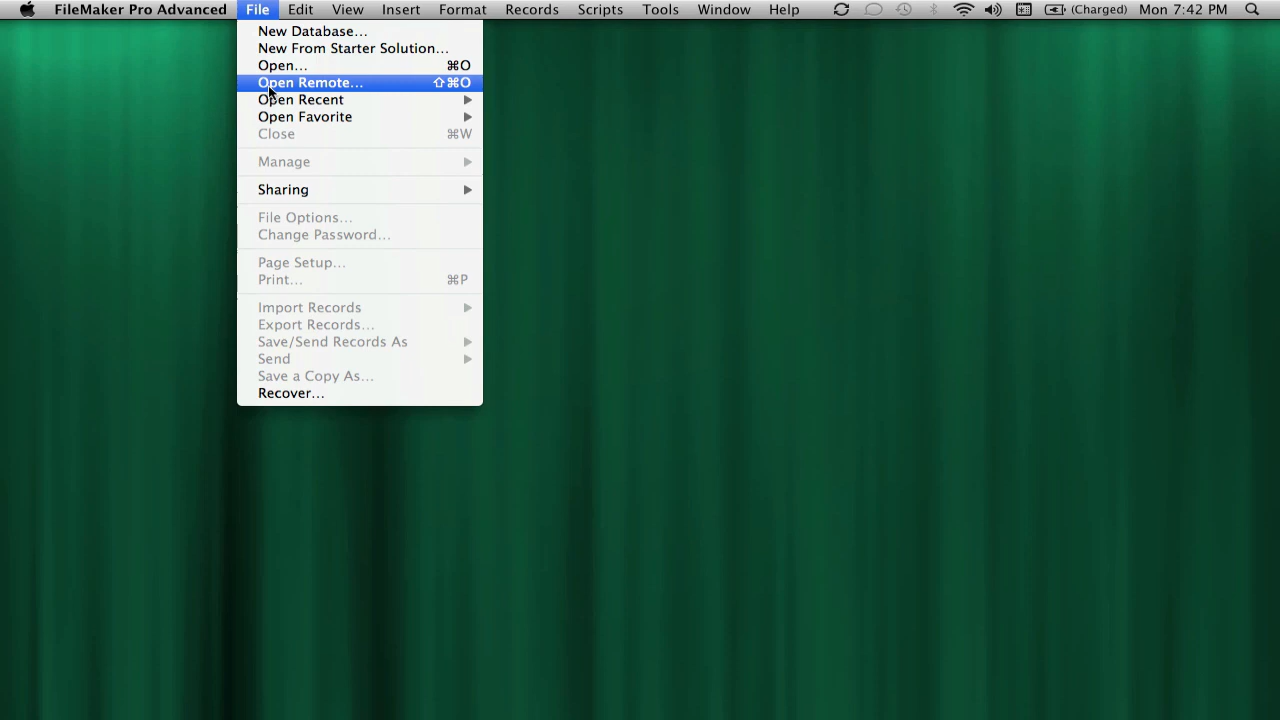 FileMaker Pro Advanced File Edit View Insert Format Records Scripts Tools Window Help (Charged) Mon 7:42 PM
New Database...
New From Starter Solution...
Open... ⌘O
Open Remote... ⇧⌘O
Open Recent ▶
Open Favorite ▶
Close ⌘W
Manage ▶
Sharing ▶
File Options...
Change Password...
Page Setup...
Print... ⌘P
Import Records ▶
Export Records...
Save/Send Records As ▶
Send ▶
Save a Copy As...
Recover...